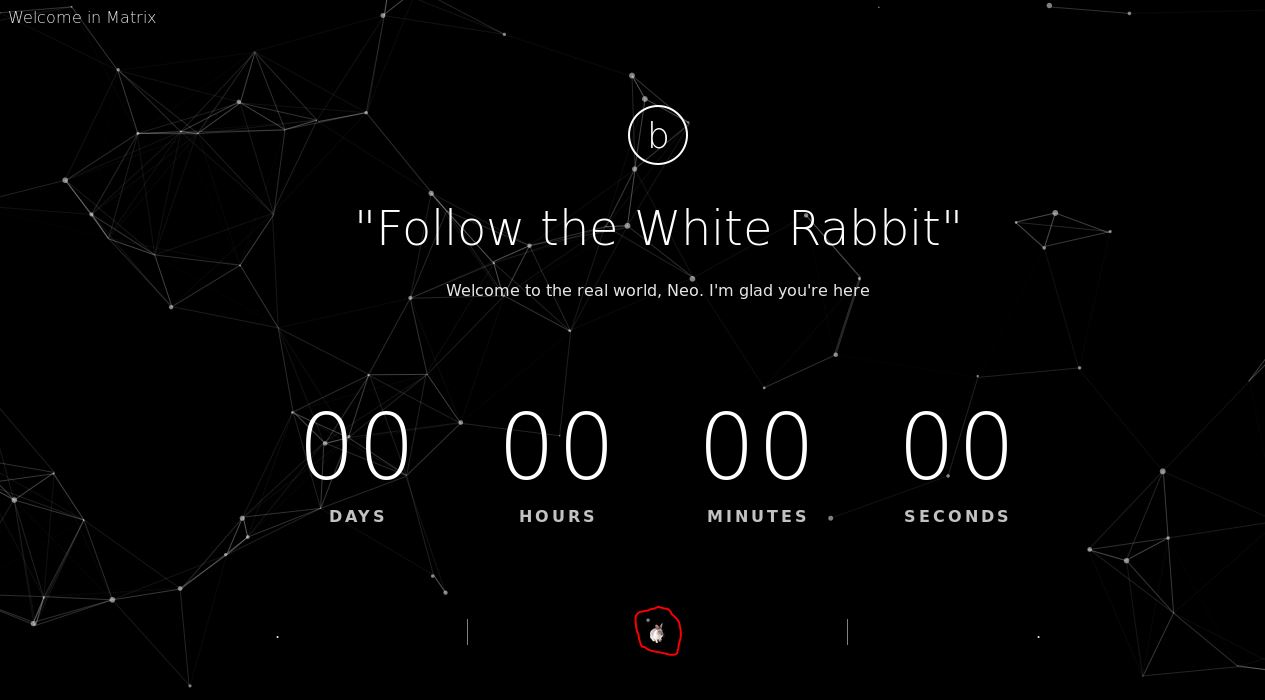 Welcome in Matrix
b
"Follow the White Rabbit"
Welcome to the real world, Neo. I'm glad you're here
00 00 00 00
DAYS HOURS MINUTES SECONDS